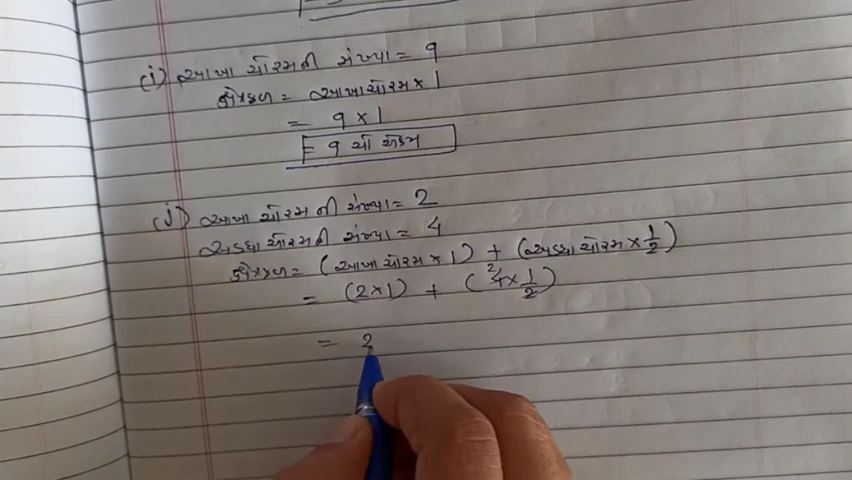 (i) આખા ચોરસની સંખ્યા = 9
ક્ષેત્રફળ = આખા ચોરસ × 1
= 9 × 1
= 9 ચો એકમ
(j) આખા ચોરસ ની સંખ્યા = 2
અડધા ચોરસની સંખ્યા = 4
ક્ષેત્રફળ = (આખા ચોરસ × 1) + (અડધા ચોરસ × 1/2)
= (2×1) + (4 2 × 1/2)
= 2